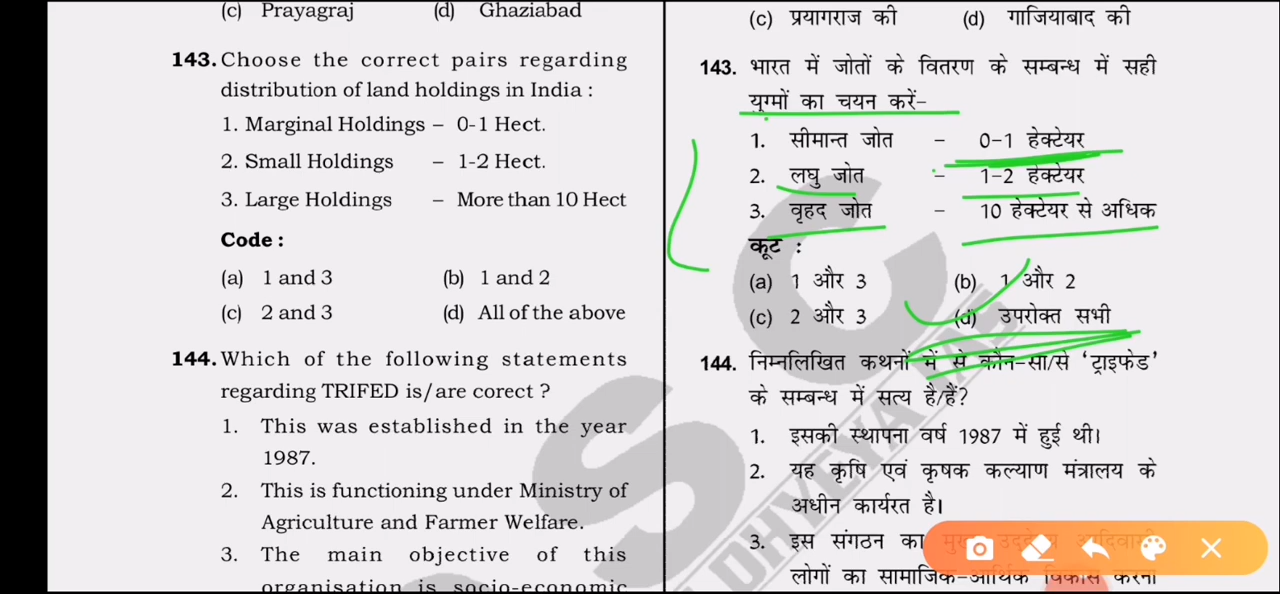 (c) Prayagraj (d) Ghaziabad
143. Choose the correct pairs regarding
distribution of land holdings in India :
1. Marginal Holdings – 0-1 Hect.
2. Small Holdings – 1-2 Hect.
3. Large Holdings – More than 10 Hect
Code :
(a) 1 and 3 (b) 1 and 2
(c) 2 and 3 (d) All of the above
144. Which of the following statements
regarding TRIFED is/are corect ?
1. This was established in the year
1987.
2. This is functioning under Ministry of
Agriculture and Farmer Welfare.
3. The main objective of this
organisation is socio-economic
(c) प्रयागराज की (d) गाजियाबाद की
143. भारत में जोतों के वितरण के सम्बन्ध में सही
युग्मों का चयन करें–
1. सीमान्त जोत – 0-1 हेक्टेयर
2. लघु जोत – 1-2 हेक्टेयर
3. वृहद जोत – 10 हेक्टेयर से अधिक
कूट :
(a) 1 और 3 (b) 1 और 2
(c) 2 और 3 (d) उपरोक्त सभी
144. निम्नलिखित कथनों में से कौन-सा/से ‘ट्राइफेड’
के सम्बन्ध में सत्य है/हैं?
1. इसकी स्थापना वर्ष 1987 में हुई थी।
2. यह कृषि एवं कृषक कल्याण मंत्रालय के
अधीन कार्यरत है।
3. इस संगठन का
लोगों का सामाजिक-आर्थिक विकास करना